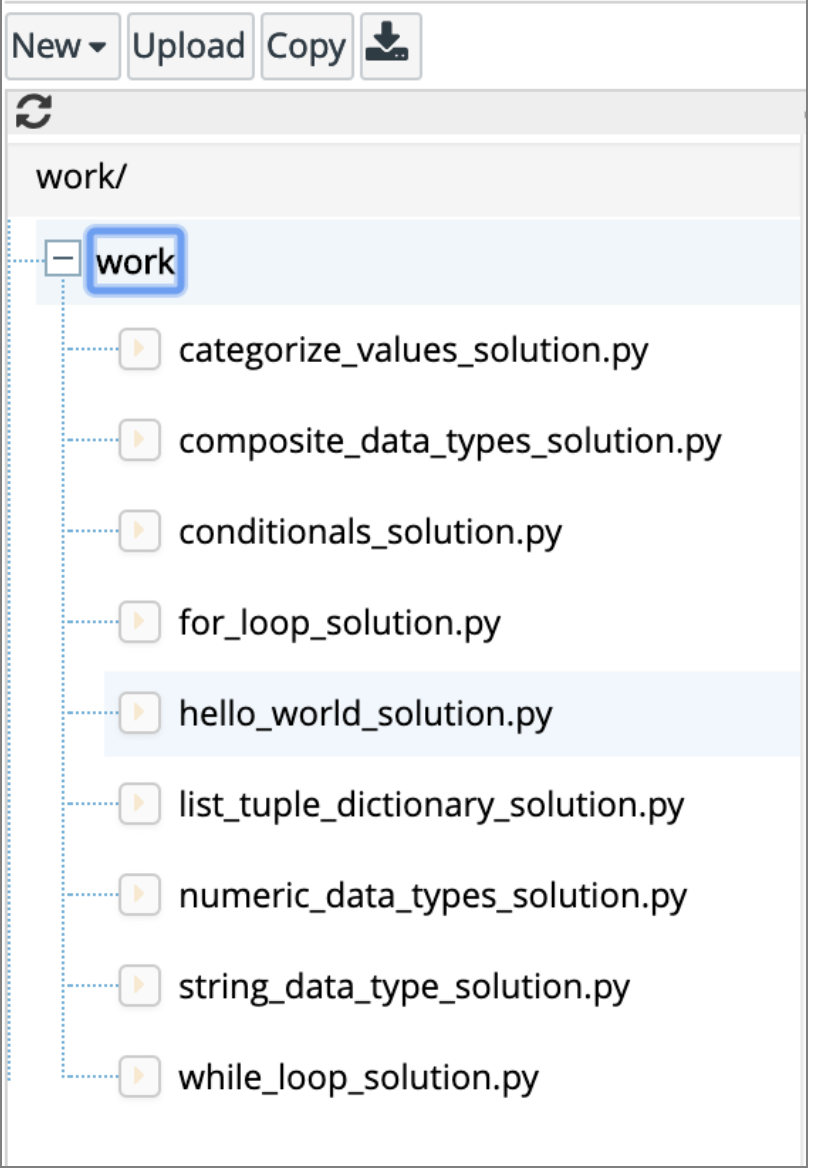 New Upload Copy
work/
work
categorize_values_solution.py
composite_data_types_solution.py
conditionals_solution.py
for_loop_solution.py
hello_world_solution.py
list_tuple_dictionary_solution.py
numeric_data_types_solution.py
string_data_type_solution.py
while_loop_solution.py